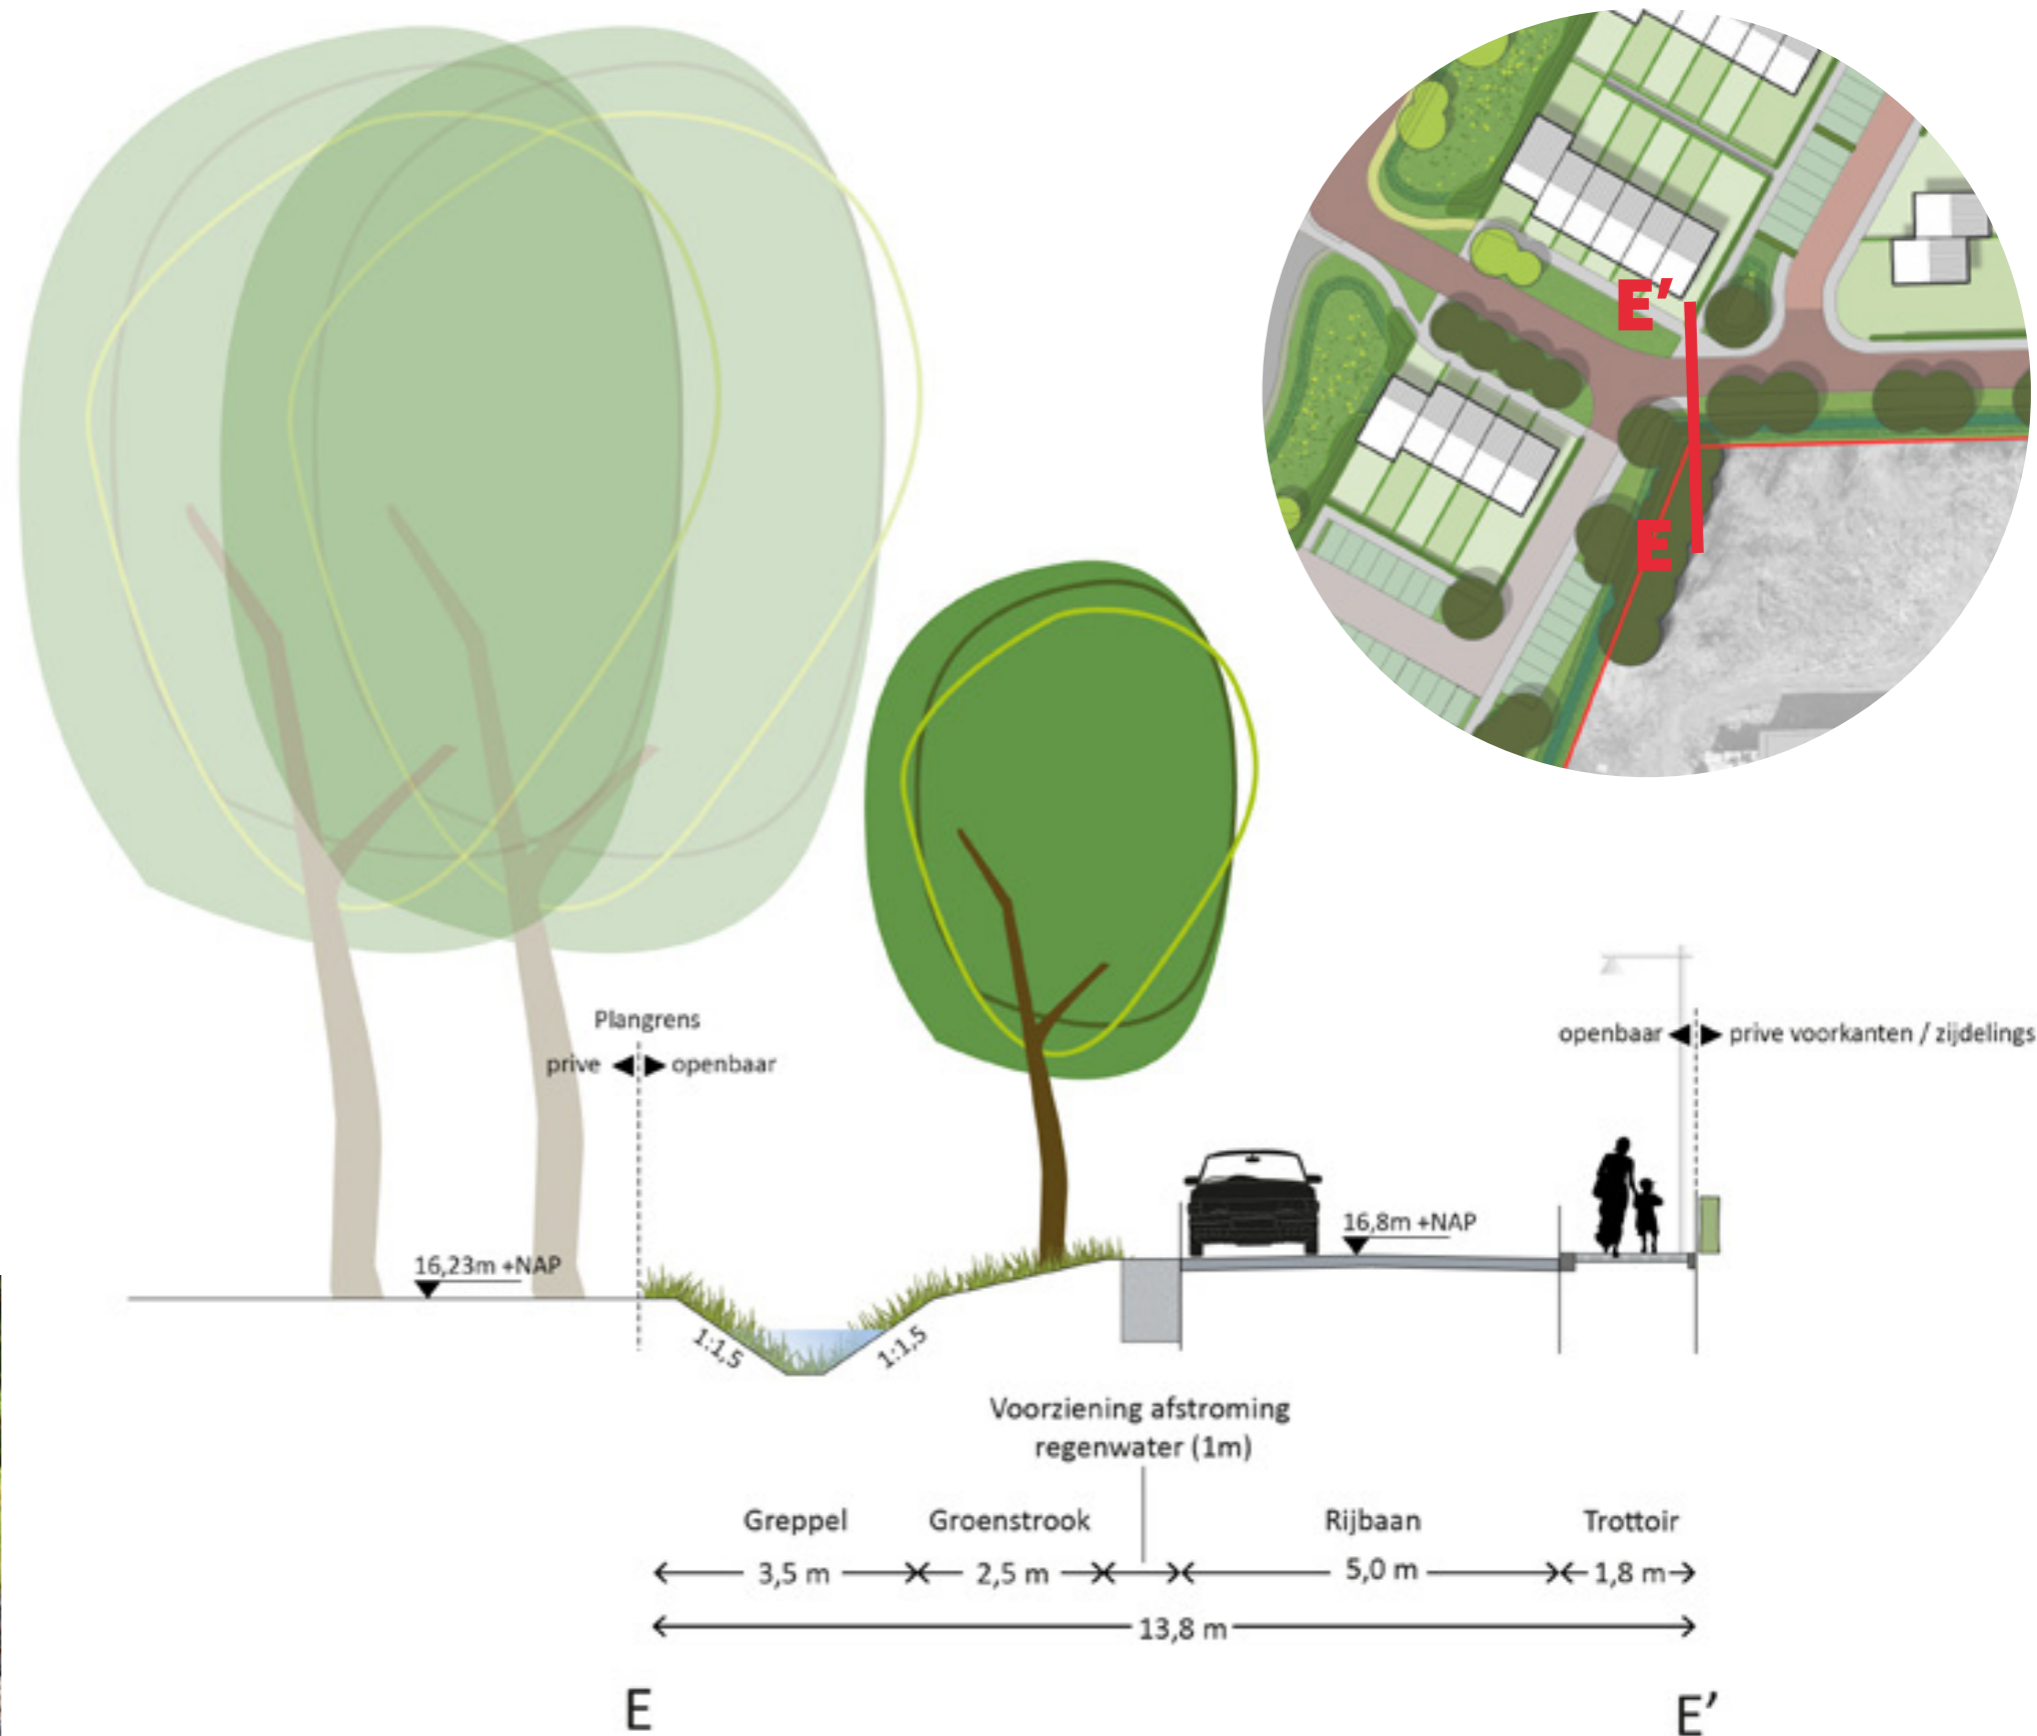 E’
E
Plangrens
prive openbaar
openbaar prive voorkanten / zijdelings
16,8m +NAP
16,23m +NAP
1:1,5
1:1,5
Voorziening afstroming
regenwater (1m)
Greppel Groenstrook Rijbaan Trottoir
3,5 m 2,5 m 5,0 m 1,8 m
13,8 m
E E’